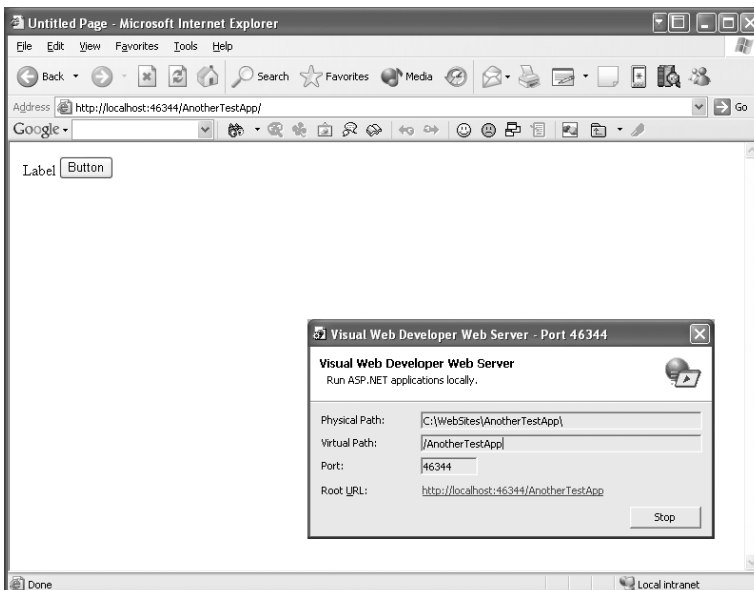 Untitled Page - Microsoft Internet Explorer
File Edit View Favorites Tools Help
Back Search Favorites Media
Address http://localhost:46344/AnotherTestApp/ Go
Google
Label Button
Visual Web Developer Web Server - Port 46344
Visual Web Developer Web Server
Run ASP.NET applications locally.
Physical Path: C:\WebSites\AnotherTestApp\
Virtual Path: /AnotherTestApp
Port: 46344
Root URL: http://localhost:46344/AnotherTestApp
Stop
Done Local intranet